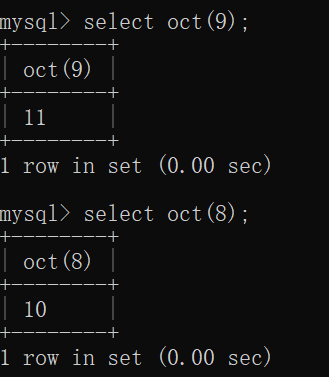 mysql> select oct(9);
+--------+
| oct(9) |
+--------+
| 11     |
+--------+
1 row in set (0.00 sec)

mysql> select oct(8);
+--------+
| oct(8) |
+--------+
| 10     |
+--------+
1 row in set (0.00 sec)